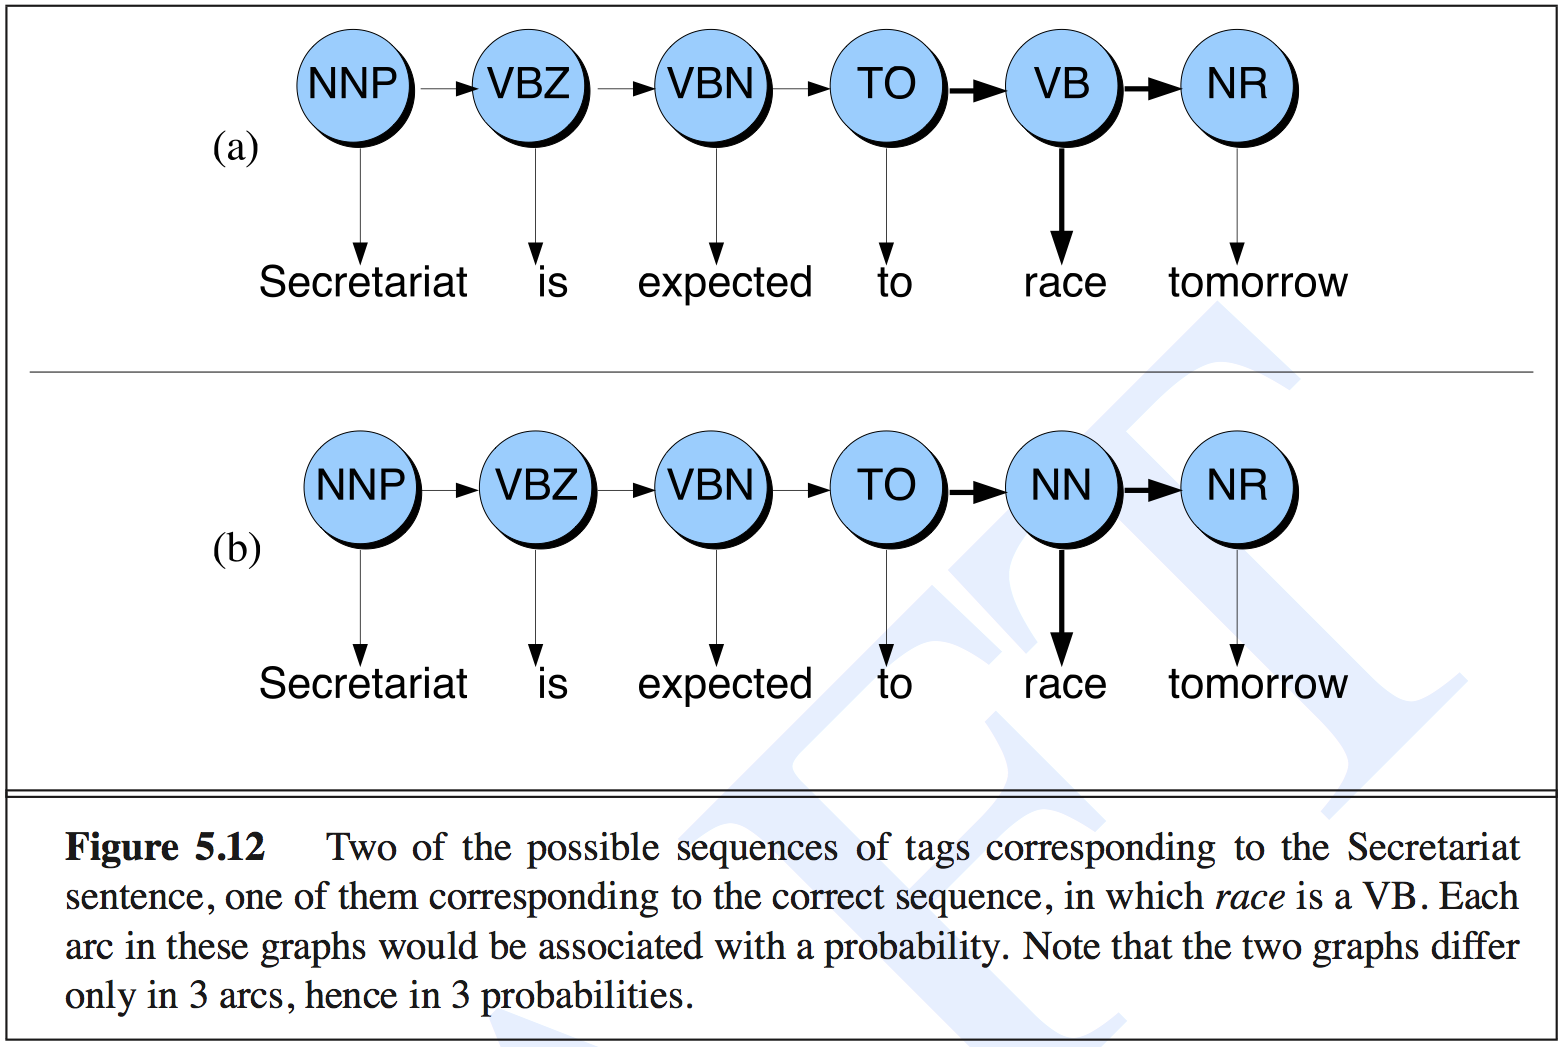 NNP VBZ VBN TO VB NR
(a)
Secretariat is expected to race tomorrow
NNP VBZ VBN TO NN NR
(b)
Secretariat is expected to race tomorrow
Figure 5.12 Two of the possible sequences of tags corresponding to the Secretariat
sentence, one of them corresponding to the correct sequence, in which race is a VB. Each
arc in these graphs would be associated with a probability. Note that the two graphs differ
only in 3 arcs, hence in 3 probabilities.